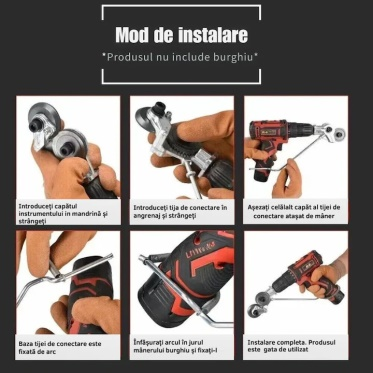 Mod de instalare
*Produsul nu include burghiu*
Introduceți capătul
instrumentului in mandrină și
strângeți
Introduceți tija de conectare în
angrenaj și strângeți
Așezați celălalt capăt al tijei de
conectare atașat de mâner
Baza tijei de conectare este
fixată de arc
Înfășurați arcul în jurul
mânerului burghiu și fixați-l
Instalare completa. Produsul
este gata de utilizat